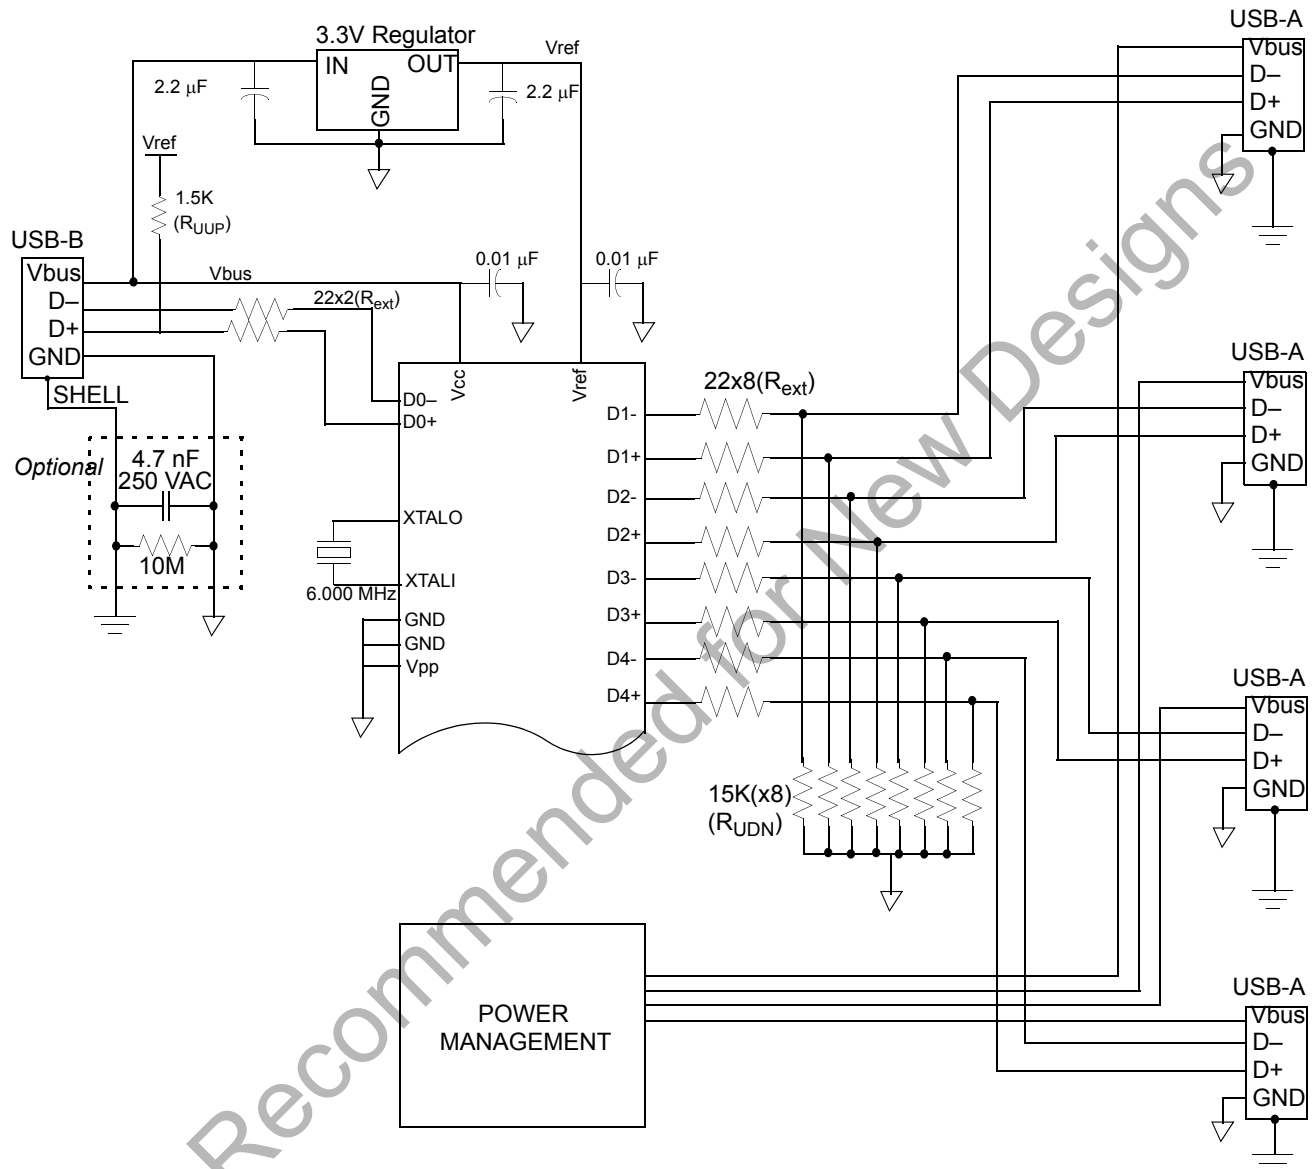 USB-A
3.3V Regulator
Vref
IN
OUT
GND
2.2 μF
2.2 μF
Vbus
D–
D+
GND
Vref
1.5K
(RUUP)
USB-B
Vbus
D–
D+
GND
SHELL
Vbus
22x2(Rext)
0.01 μF
0.01 μF
Optional
4.7 nF
250 VAC
10M
Vcc
Vref
D0–
D0+
XTALO
XTALI
6.000 MHz
GND
GND
Vpp
22x8(Rext)
D1-
D1+
D2-
D2+
D3-
D3+
D4-
D4+
15K(x8)
(RUDN)
USB-A
Vbus
D–
D+
GND
USB-A
Vbus
D–
D+
GND
USB-A
Vbus
D–
D+
GND
POWER
MANAGEMENT
Recommended for New Designs